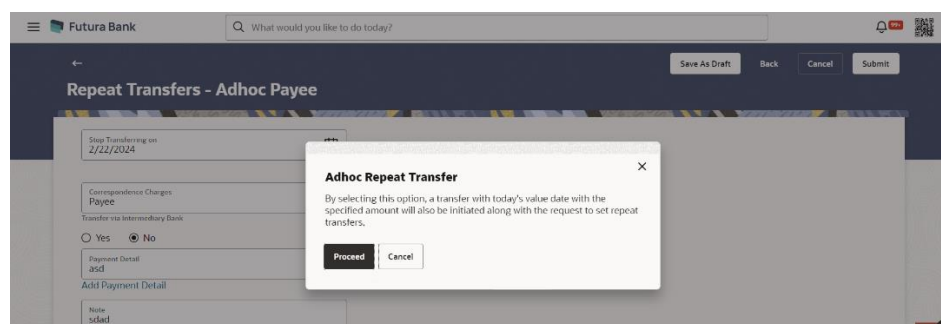 Futura Bank
What would you like to do today?
99+
Save As Draft Back Cancel Submit
Repeat Transfers - Adhoc Payee
Stop Transferring on
2/22/2024
Correspondence Charges
Payee
Transfer via Intermediary Bank
Yes No
Payment Detail
asd
Add Payment Detail
Note
sdad
Adhoc Repeat Transfer
By selecting this option, a transfer with today's value date with the
specified amount will also be initiated along with the request to set repeat
transfers.
Proceed Cancel